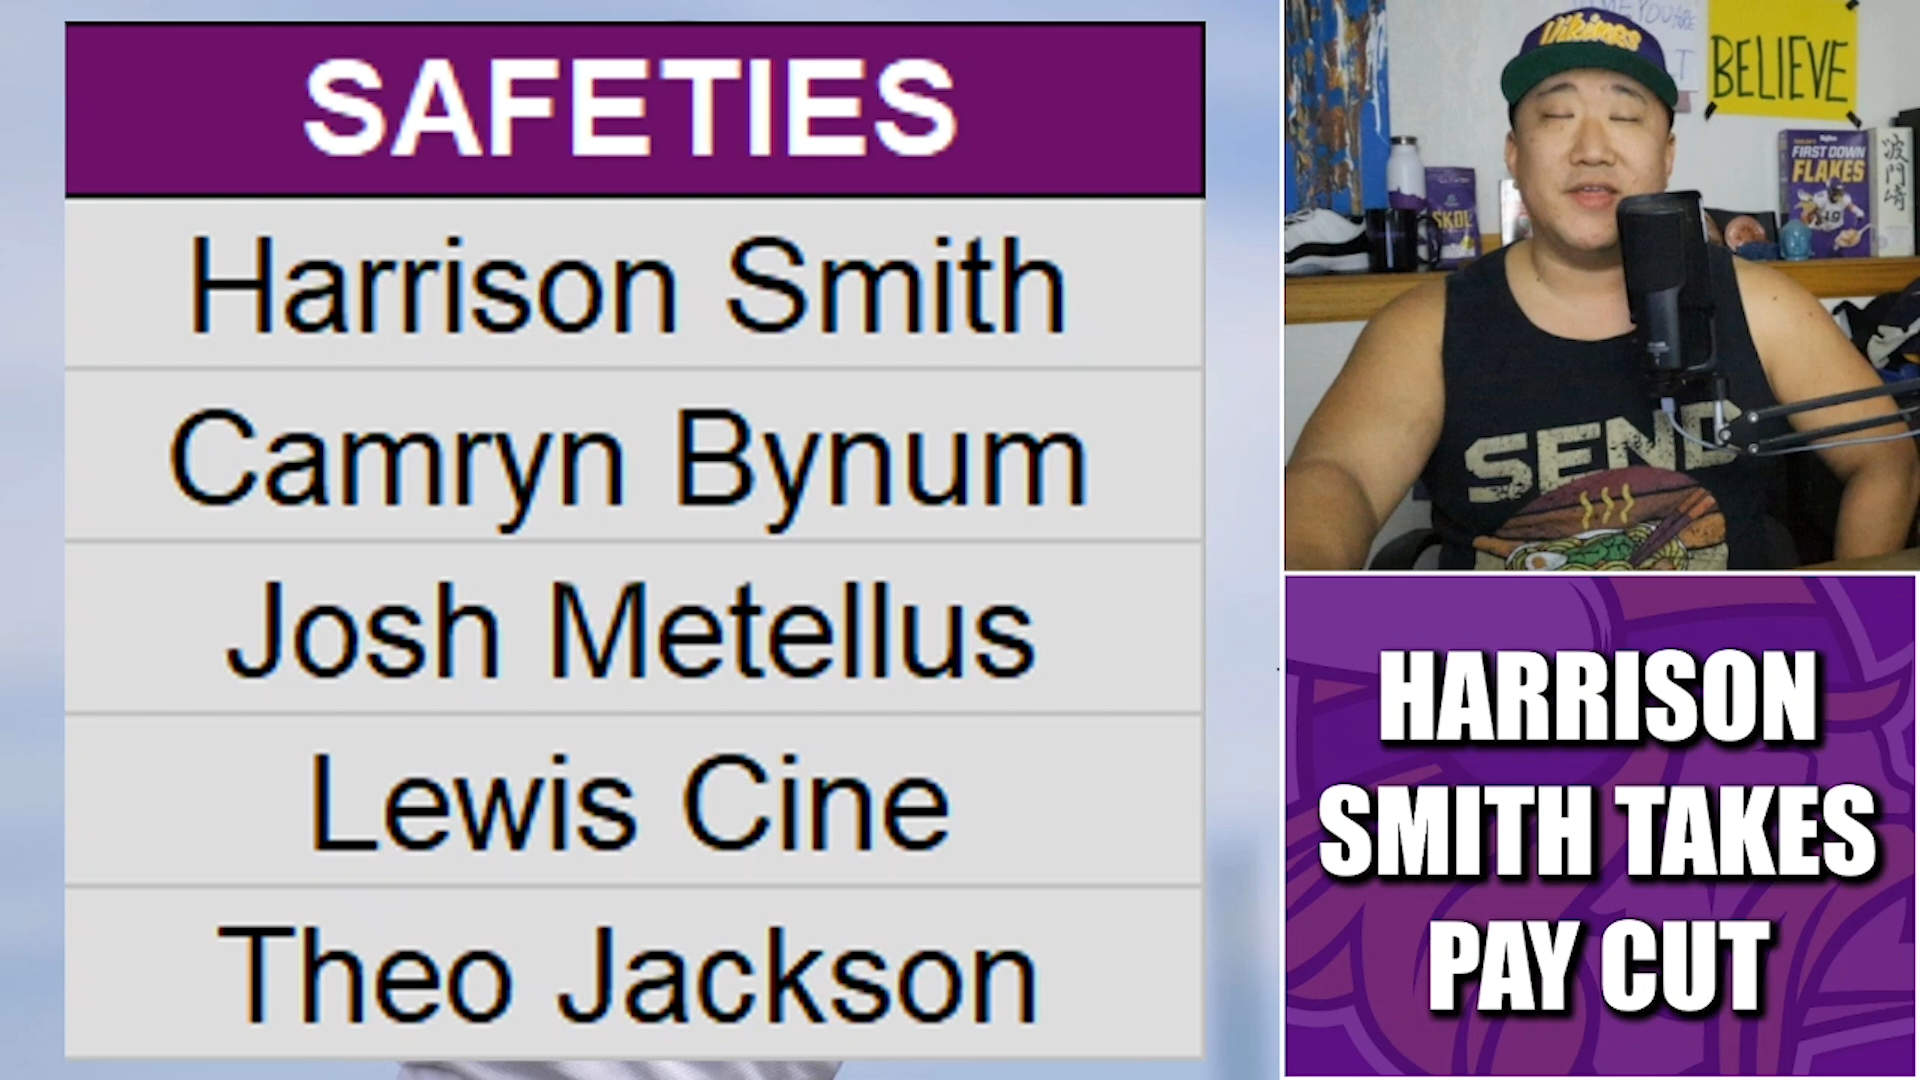 SAFETIES
Harrison Smith
Camryn Bynum
Josh Metellus
Lewis Cine
Theo Jackson
Vikings
BELIEVE
SKOL
FIRST DOWN
FLAKES
19
SEND
HARRISON
SMITH TAKES
PAY CUT